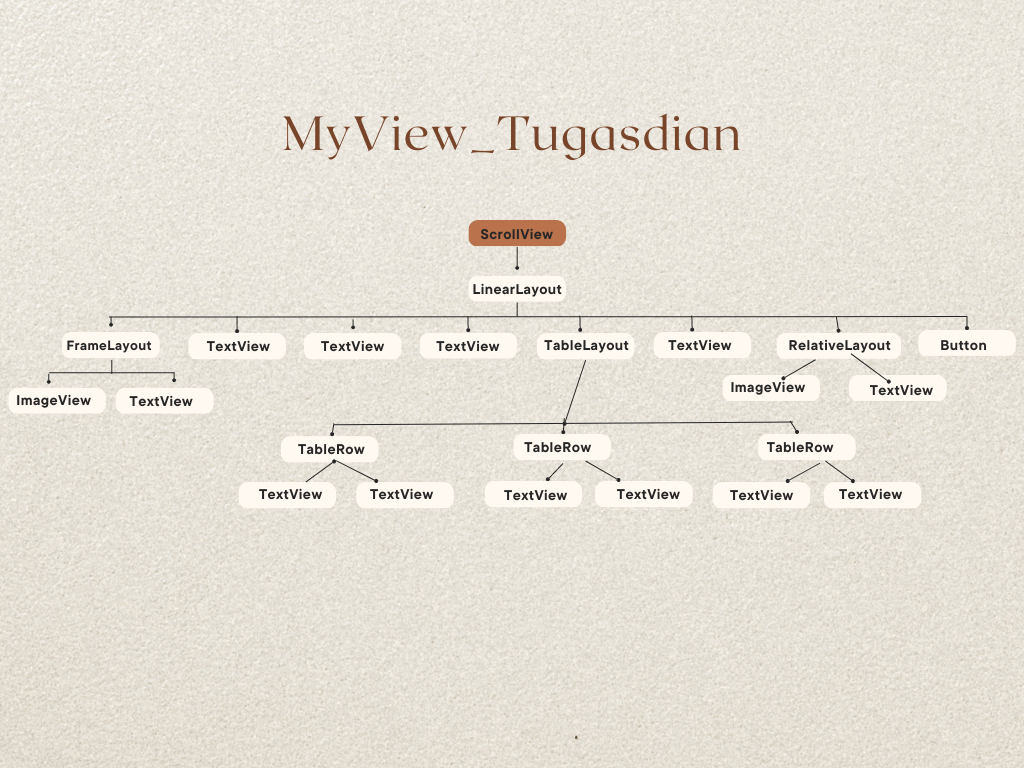 MyView_Tugasdian
ScrollView
LinearLayout
FrameLayout TextView TextView TextView TableLayout TextView RelativeLayout Button
ImageView TextView ImageView TextView
TableRow TableRow TableRow
TextView TextView TextView TextView TextView TextView